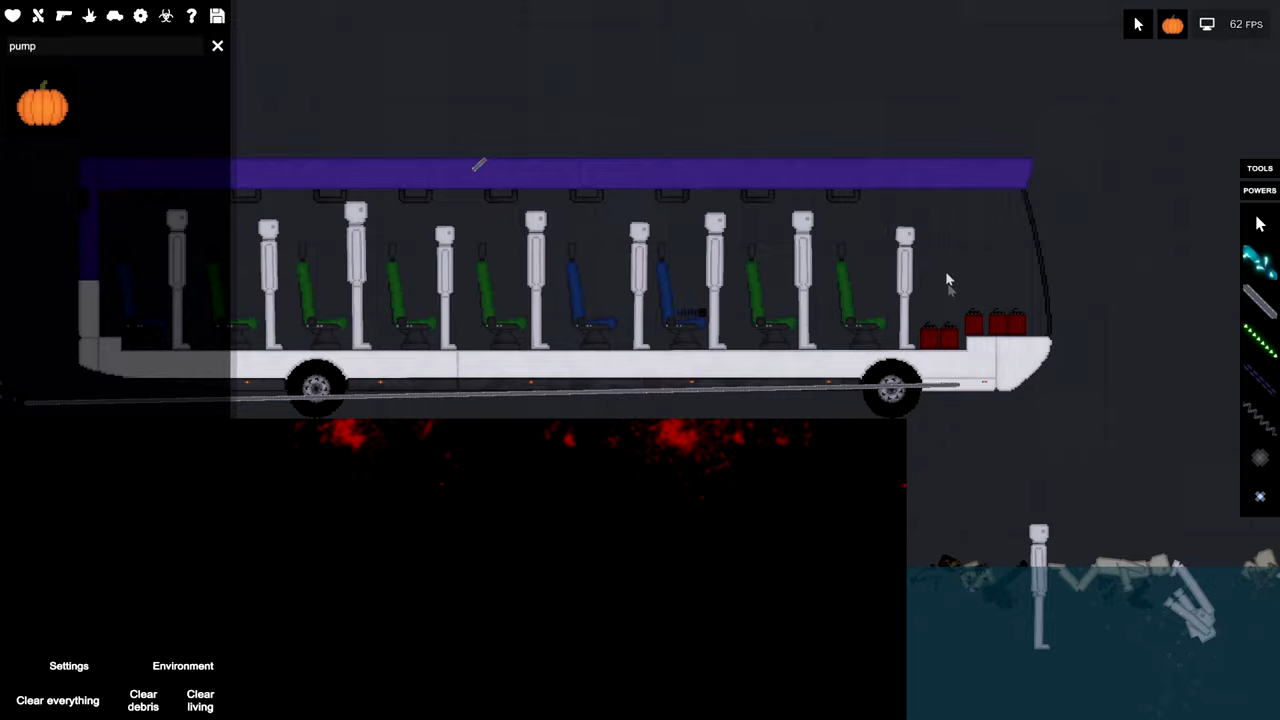 ?
62 FPS
pump
TOOLS
POWERS
Settings
Environment
Clear everything
Clear
debris
Clear
living